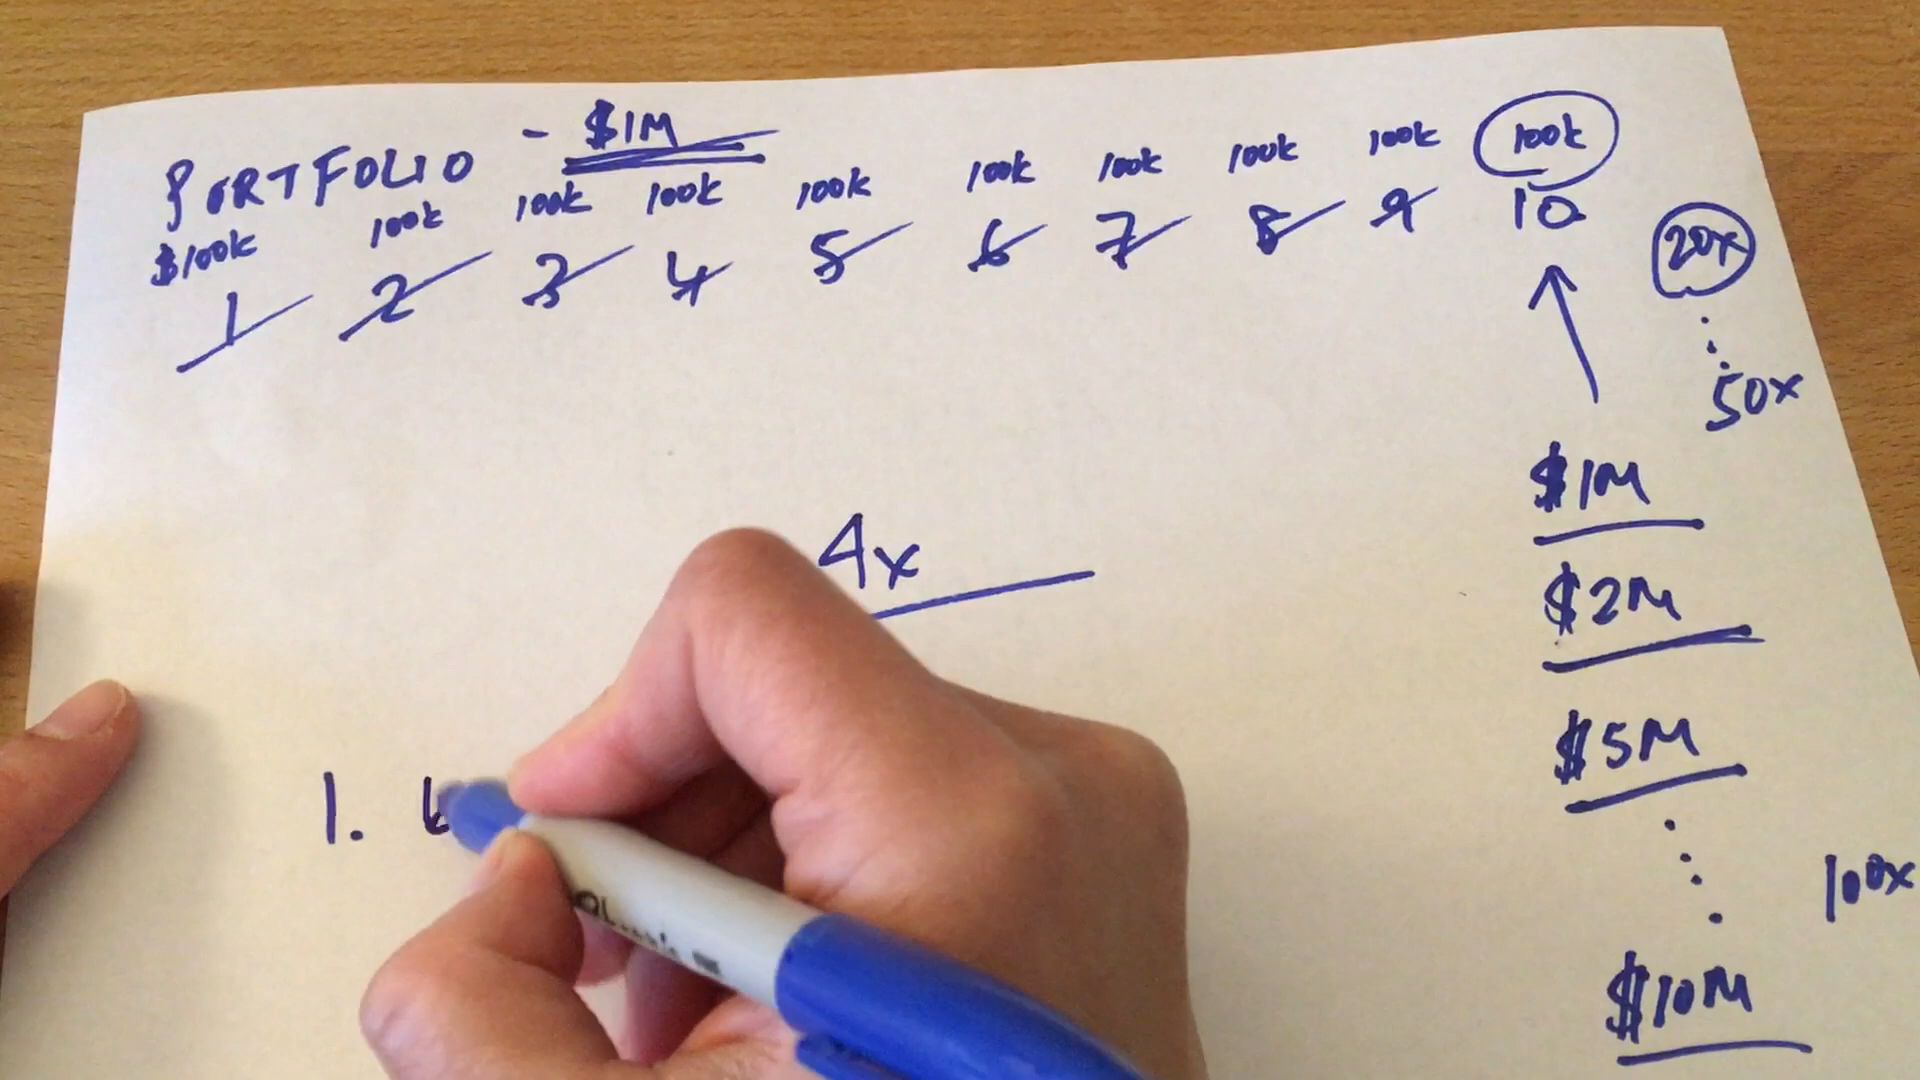 PORTFOLIO - $1M
$100k 100k 100k 100k 100k 100k 100k 100k 100k 100k
1 2 3 4 5 6 7 8 9 10
20x
50x
$1M
4x
$2M
$5M
1.
100x
$10M